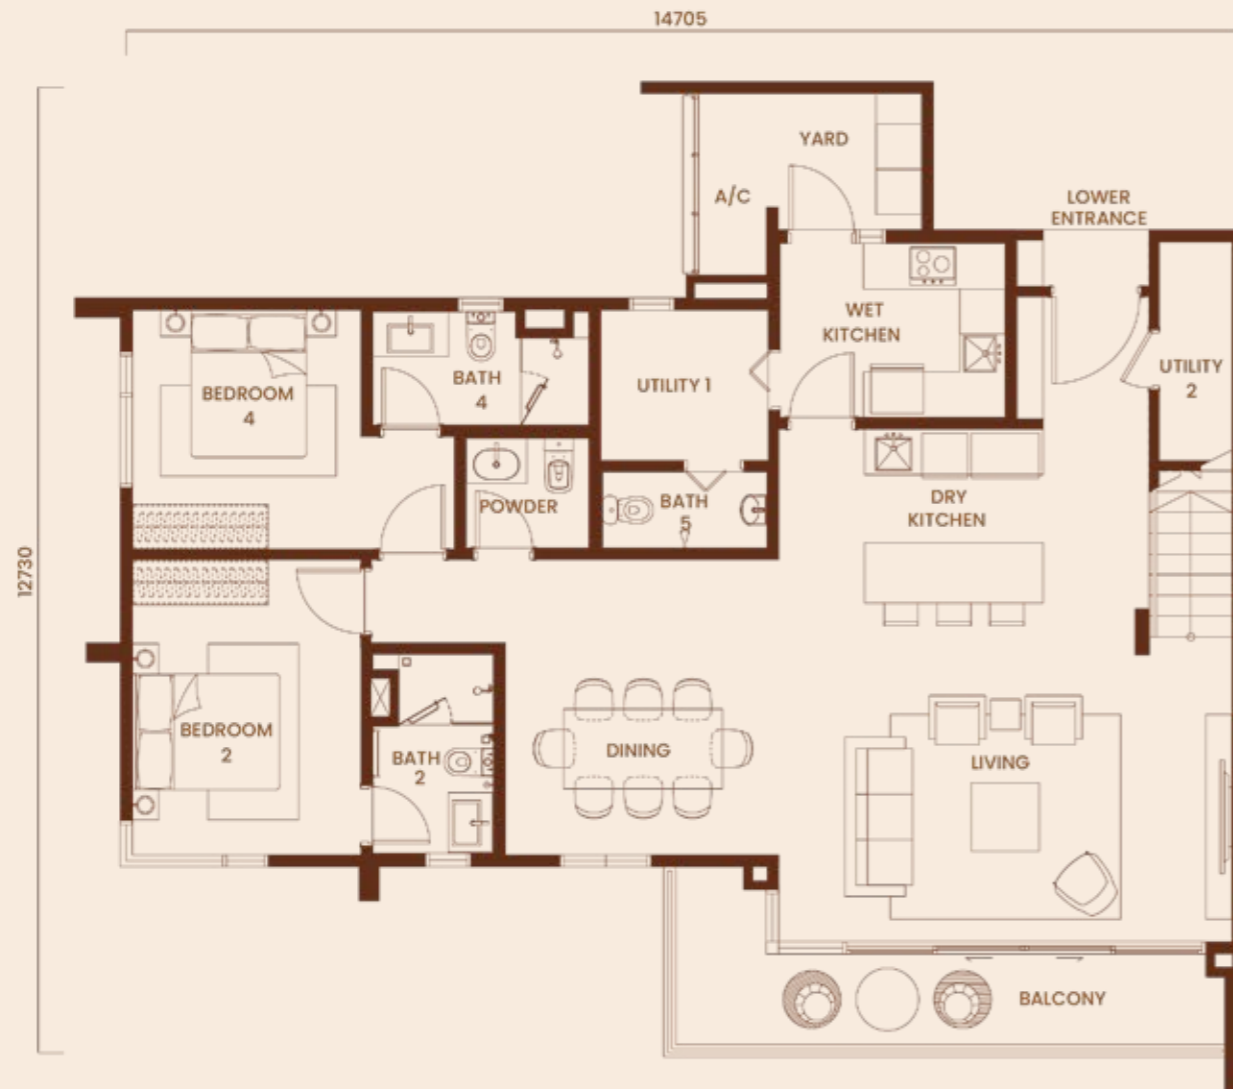 14705
YARD
A/C
LOWER
ENTRANCE
WET
KITCHEN
UTILITY 1
UTILITY
2
BEDROOM
4
BATH
4
POWDER
BATH
5
DRY
KITCHEN
12730
BEDROOM
2
BATH
2
DINING
LIVING
BALCONY